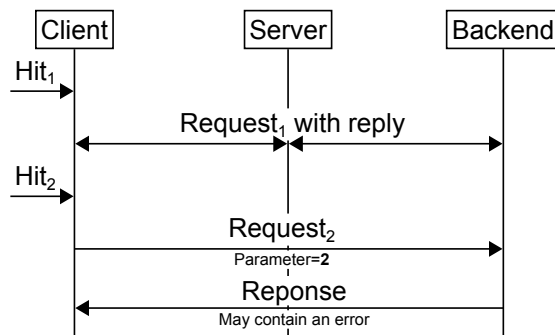 Client Server Backend
Hit₁
Request₁ with reply
Hit₂
Request₂
Parameter=2
Reponse
May contain an error